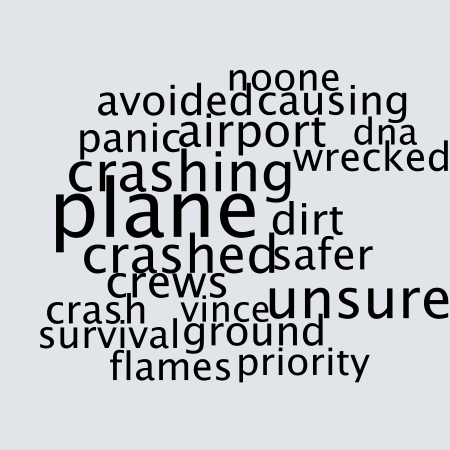 noone
avoided causing
panic airport dna
crashing wrecked
plane dirt
crashed safer
crews unsure
crash vince
survival ground
flames priority